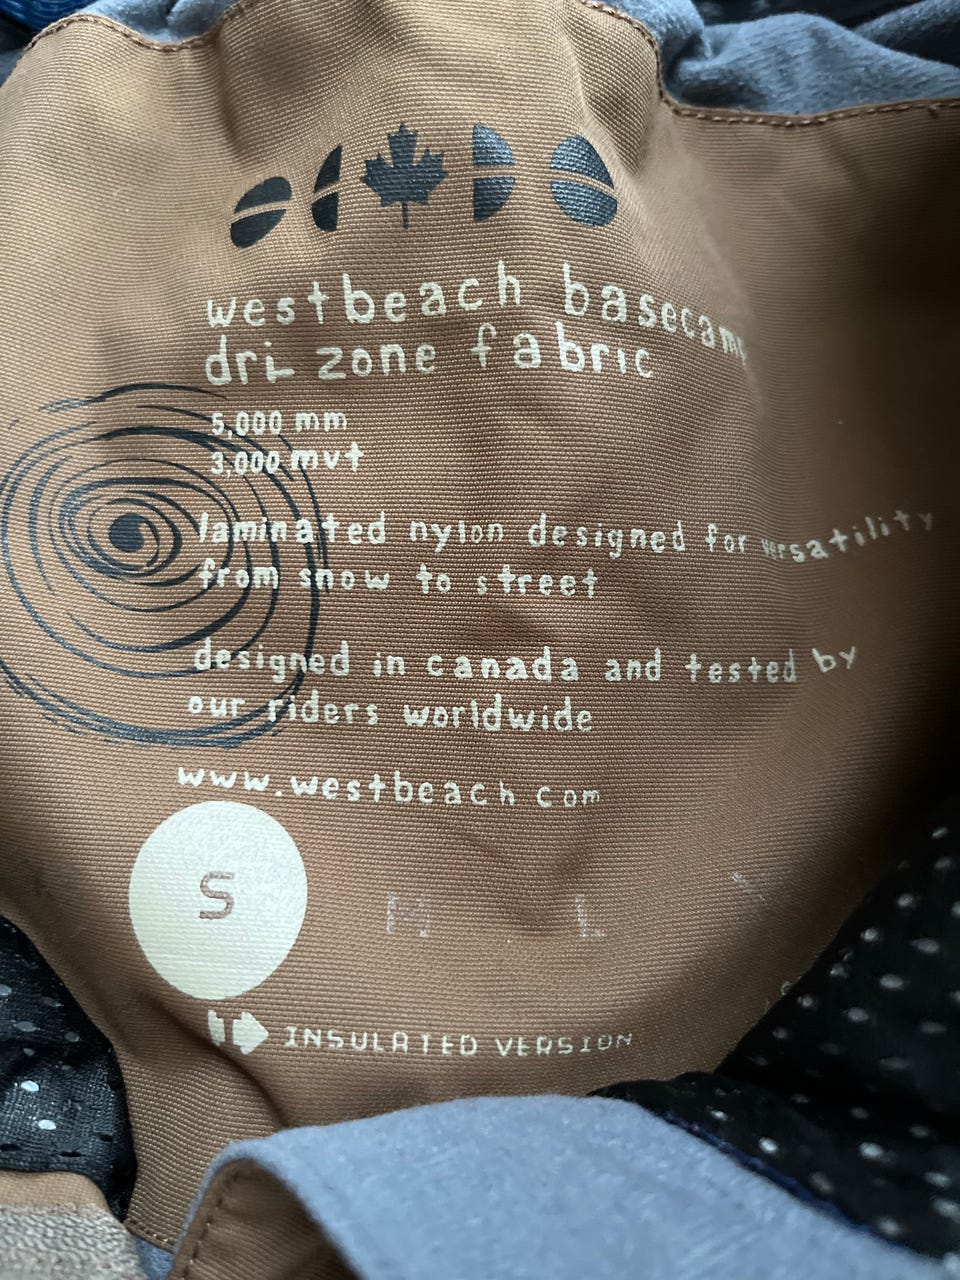 westbeach basecamp
dri zone fabric
5,000 mm
3,000 mvt
laminated nylon designed for versatility
from snow to street
designed in canada and tested by
our riders worldwide
www.westbeach.com
S M L
INSULATED VERSION